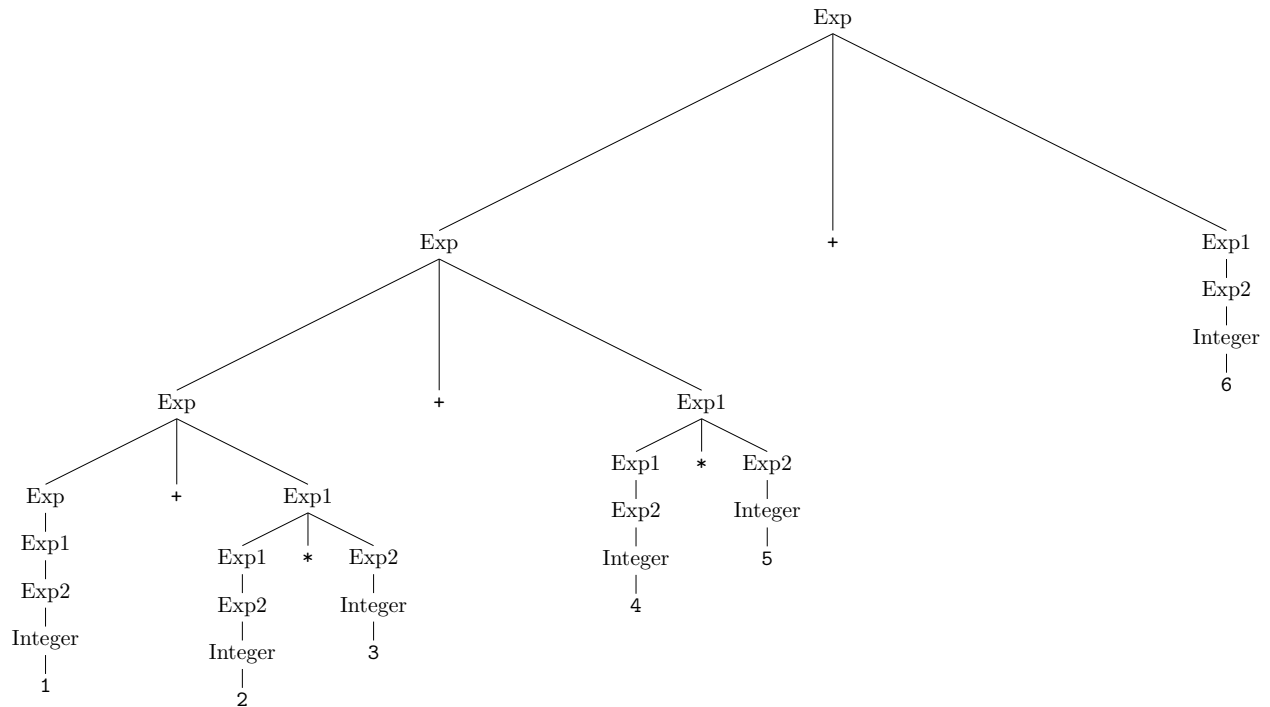 Exp
Exp + Exp1
Exp2
Integer
6
Exp + Exp1
Exp1 * Exp2
Exp + Exp1
Exp2 Integer
Exp1
Exp1 * Exp2
Integer 5
Exp2
Exp2 Integer
4
Integer
Integer 3
1
2